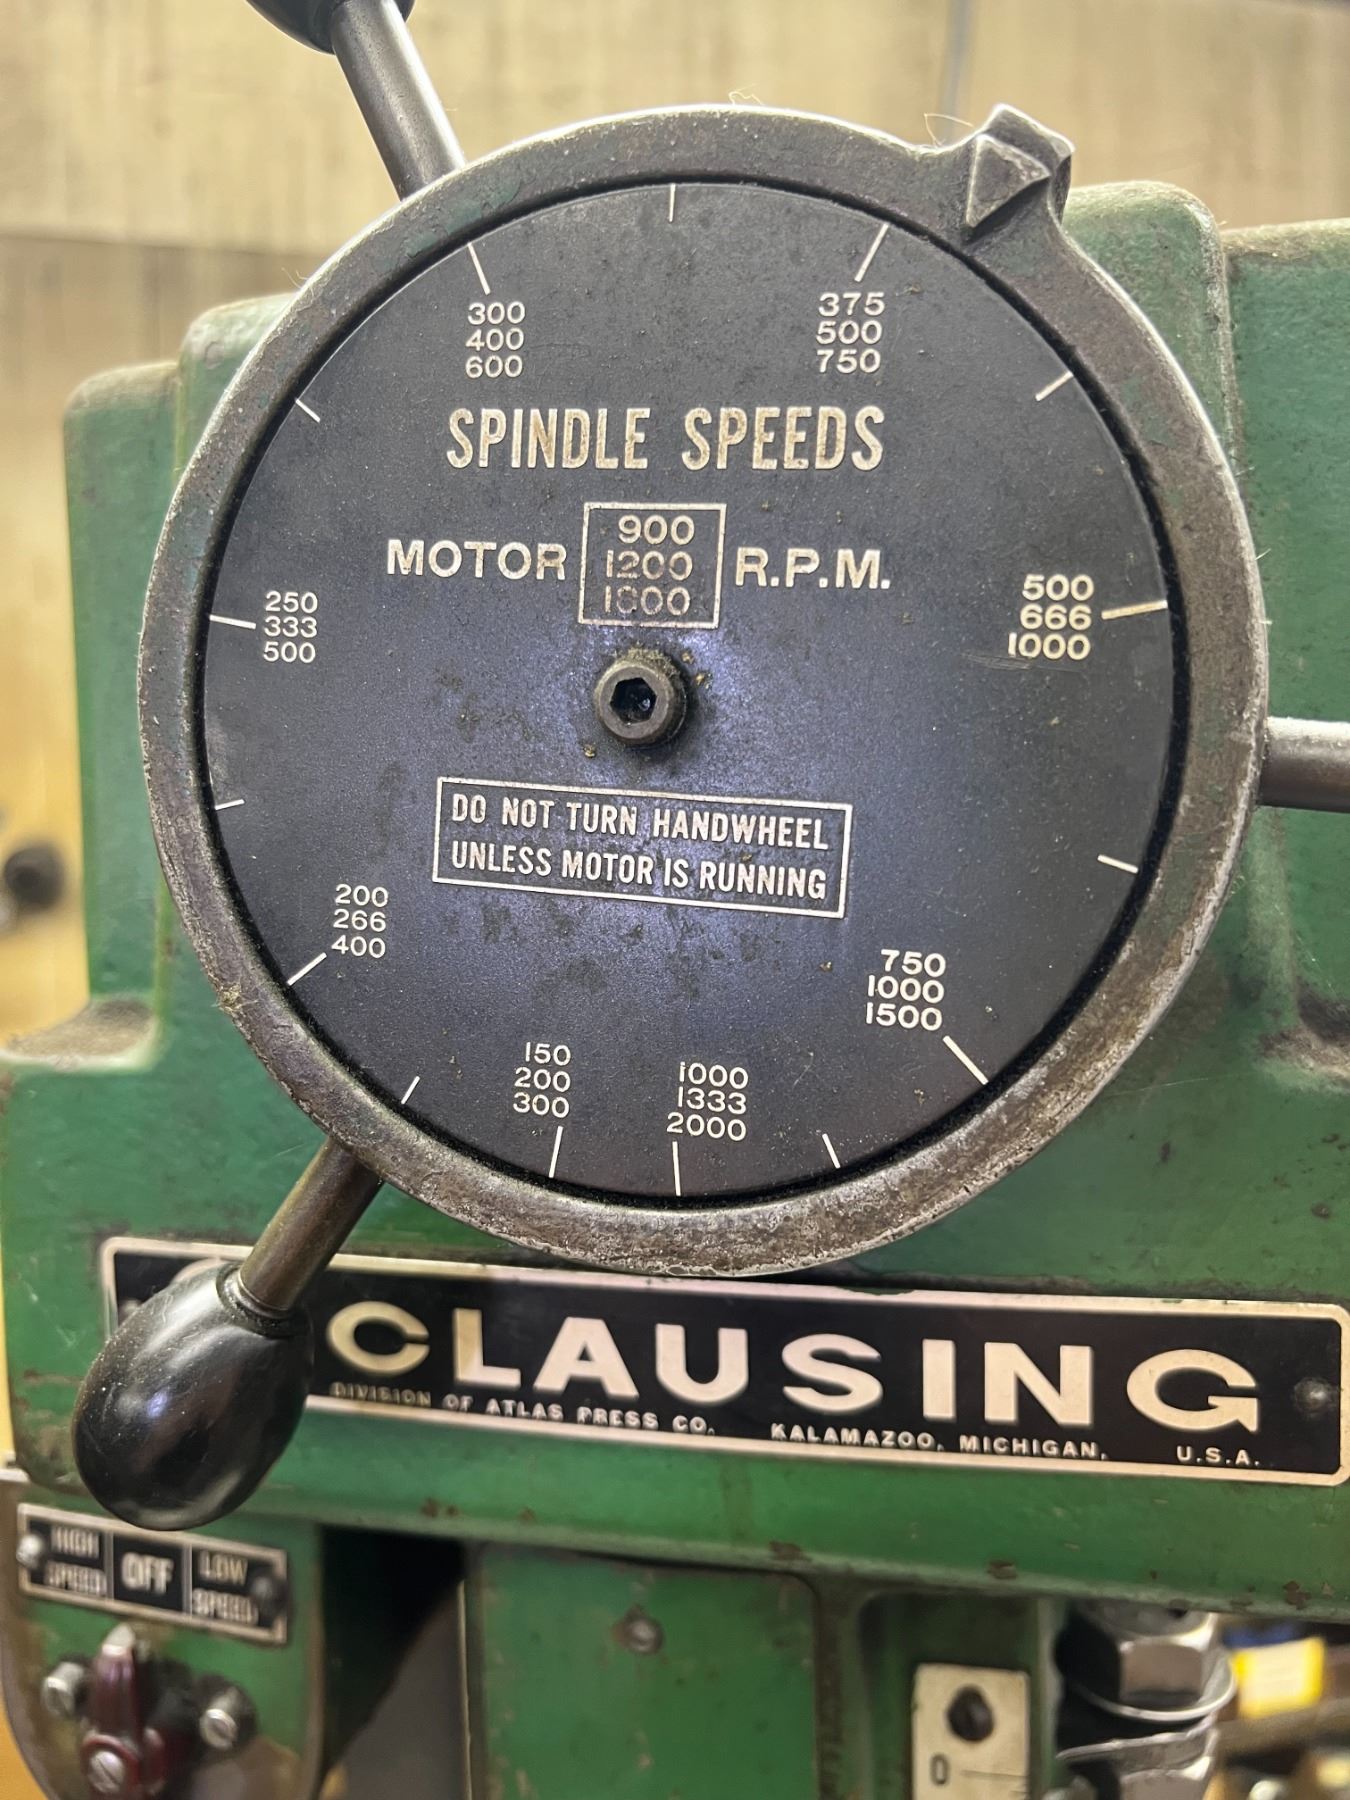 300
400
600
375
500
750
SPINDLE SPEEDS
MOTOR
900
1200
1800
R.P.M.
250
333
500
500
666
1000
DO NOT TURN HANDWHEEL
UNLESS MOTOR IS RUNNING
200
266
400
750
1000
1500
150
200
300
1000
1333
2000
CLAUSING
DIVISION OF ATLAS PRESS CO. KALAMAZOO, MICHIGAN, U.S.A.
HIGH
SPEED
OFF
LOW
SPEED
0